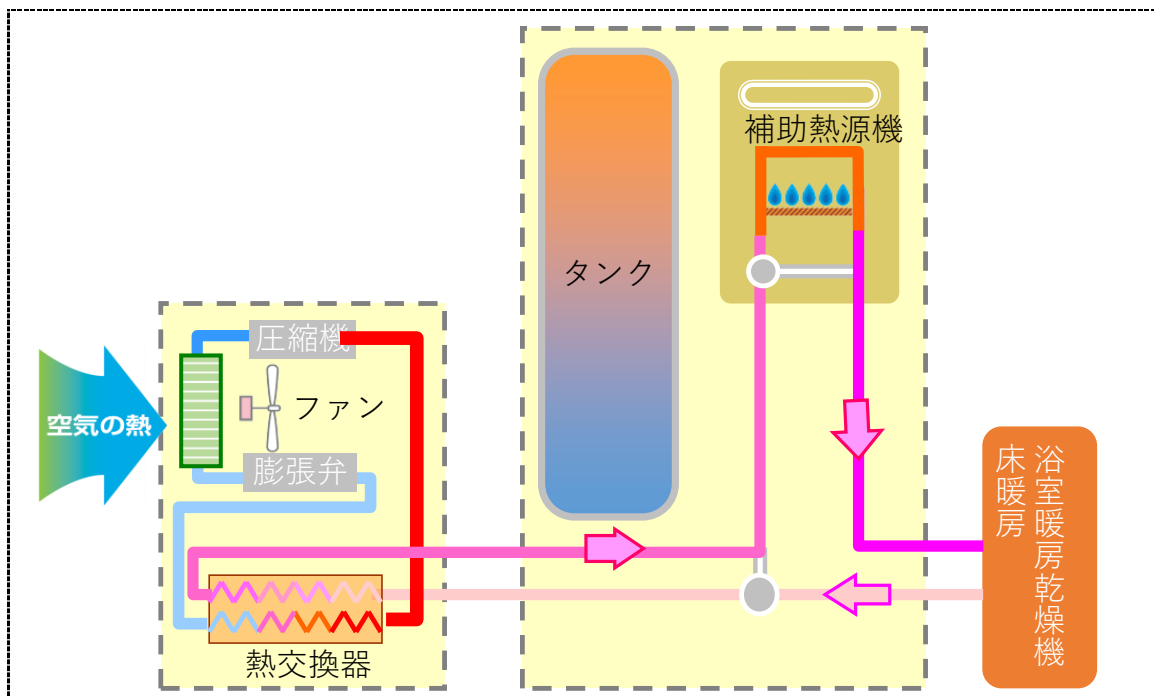 補助熱源機
タンク
圧縮機
ファン
空気の熱
膨張弁
熱交換器
浴室暖房乾燥機
床暖房